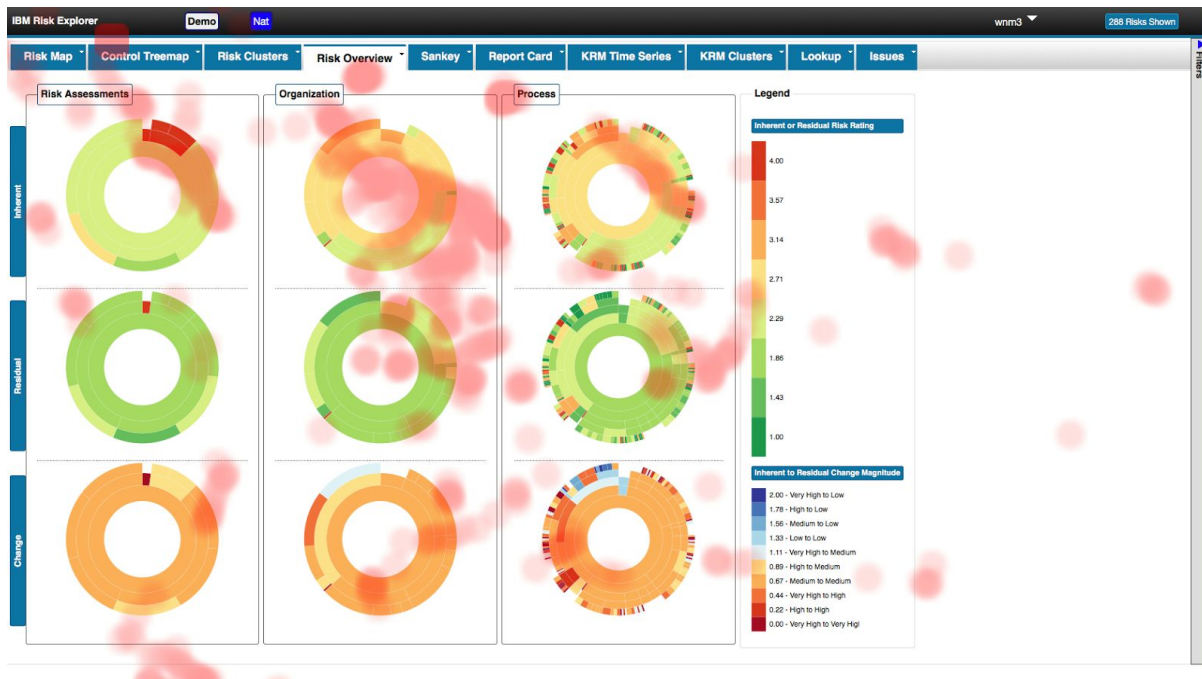 IBM Risk Explorer Demo Nat wnm3 288 Risks Shown
Risk Map Control Treemap Risk Clusters Risk Overview Sankey Report Card KRM Time Series KRM Clusters Lookup Issues
Filters
Risk Assessments Organization Process Legend
Inherent
Residual
Change
Inherent or Residual Risk Rating
4.00
3.57
3.14
2.71
2.29
1.86
1.43
1.00
Inherent to Residual Change Magnitude
2.00 - Very High to Low
1.78 - High to Low
1.56 - Medium to Low
1.33 - Low to Low
1.11 - Very High to Medium
0.89 - High to Medium
0.67 - Medium to Medium
0.44 - Very High to High
0.22 - High to High
0.00 - Very High to Very Higl